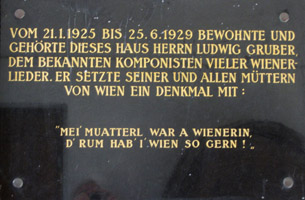 VOM 21.1.1925 BIS 25.6.1929 BEWOHNTE UND
GEHÖRTE DIESES HAUS HERRN LUDWIG GRUBER,
DEM BEKANNTEN KOMPONISTEN VIELER WIENER-
LIEDER. ER SETZTE SEINER UND ALLEN MÜTTERN
VON WIEN EIN DENKMAL MIT:
"MEI' MUATTERL WAR A WIENERIN,
D' RUM HAB' I' WIEN SO GERN!„